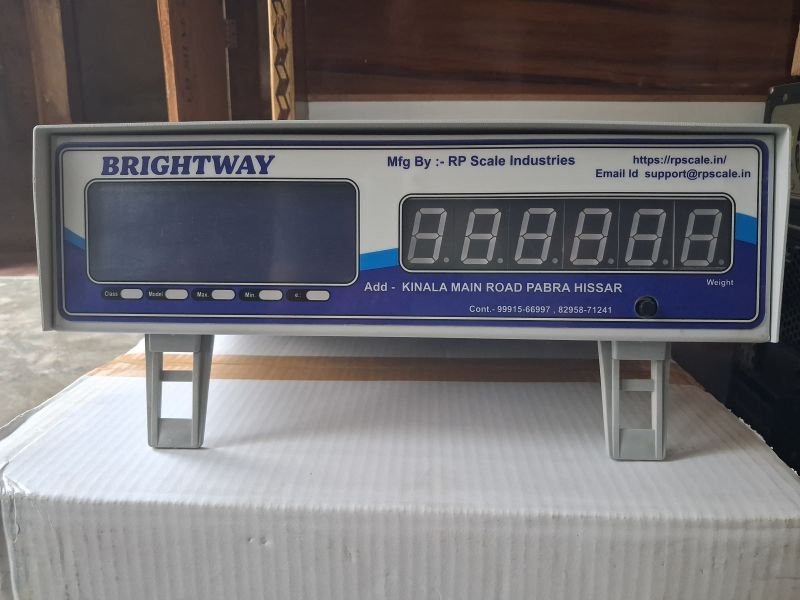 BRIGHTWAY
Mfg By :- RP Scale Industries
https://rpscale.in/
Email Id support@rpscale.in
Class Model Max. Min. e.:
Add - KINALA MAIN ROAD PABRA HISSAR
Weight
Cont.- 99915-66997 , 82958-71241